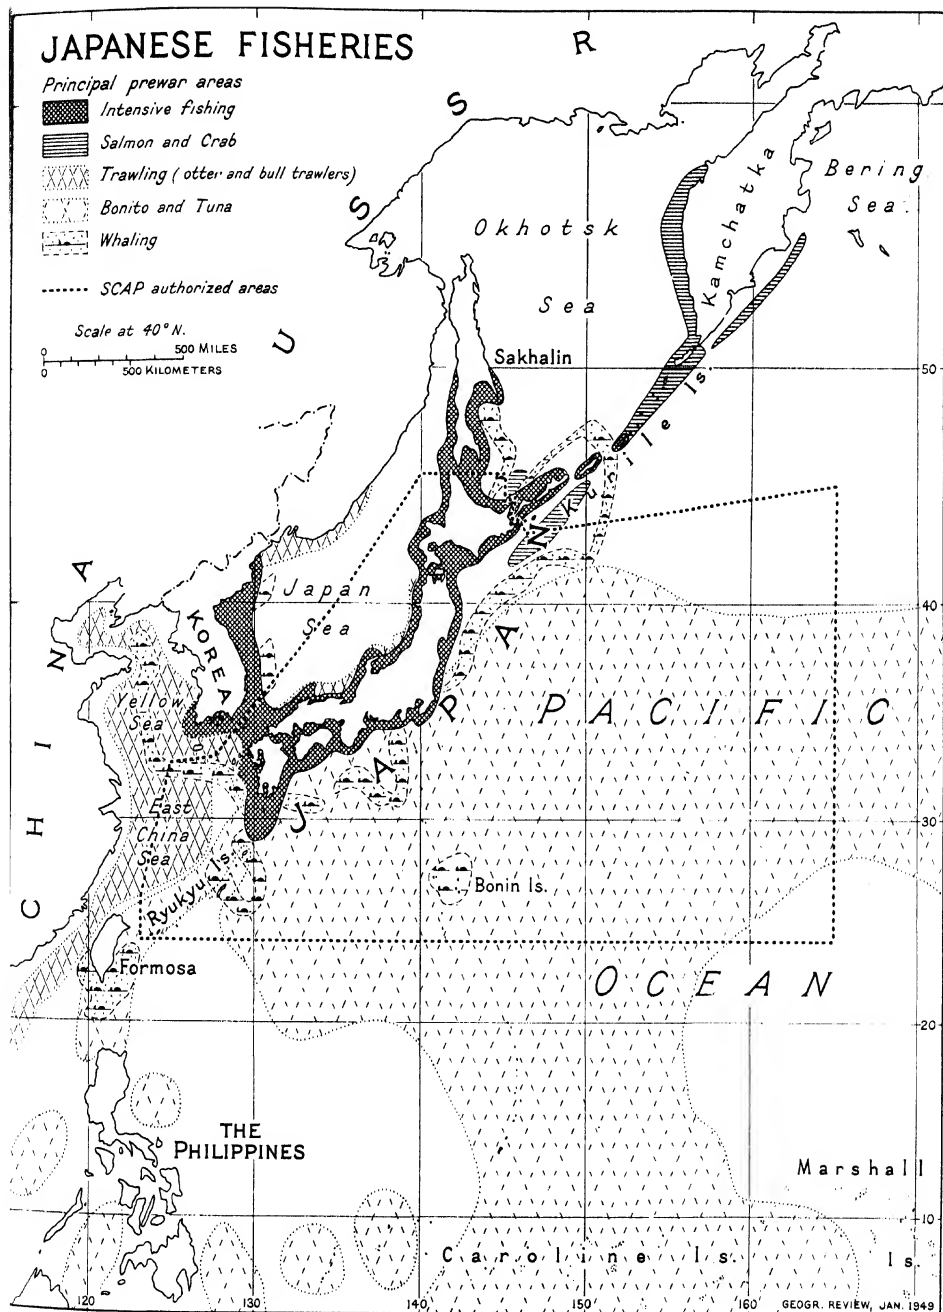 JAPANESE FISHERIES
Principal prewar areas
Intensive fishing
Salmon and Crab
Trawling (otter and bull trawlers)
Bonito and Tuna
Whaling
SCAP authorized areas
Scale at 40° N.
0 500 MILES
0 500 KILOMETERS
U S S R
Okhotsk
Sea
Kamchatka
Bering
Sea
Sakhalin
Kurile Is
50
CHINA
KOREA
Japan
Sea
40
JAPAN
Yellow
Sea
PACIFIC
East
China
Sea
30
Ryukyu Is.
Bonin Is.
Formosa
OCEAN
20
THE
PHILIPPINES
Marshall
10
Caroline Is.
Is.
120 130 140 150 160
GEOGR. REVIEW, JAN. 1949